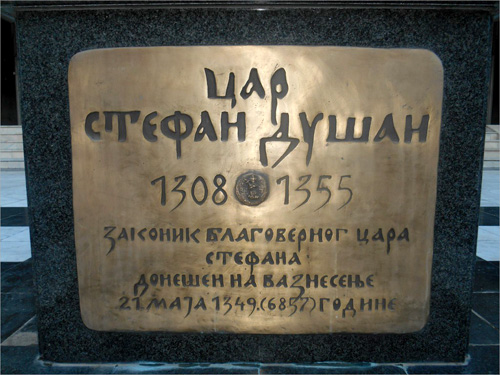 ЦАР
СТЕФАН ДУШАН
1308 1355
ЗАКОНИК БЛАГОВЕРНОГ ЦАРА
СТЕФАНА
ДОНЕШЕН НА ВАЗНЕСЕЊЕ
21. МАЈА 1349. (6857) ГОДИНЕ